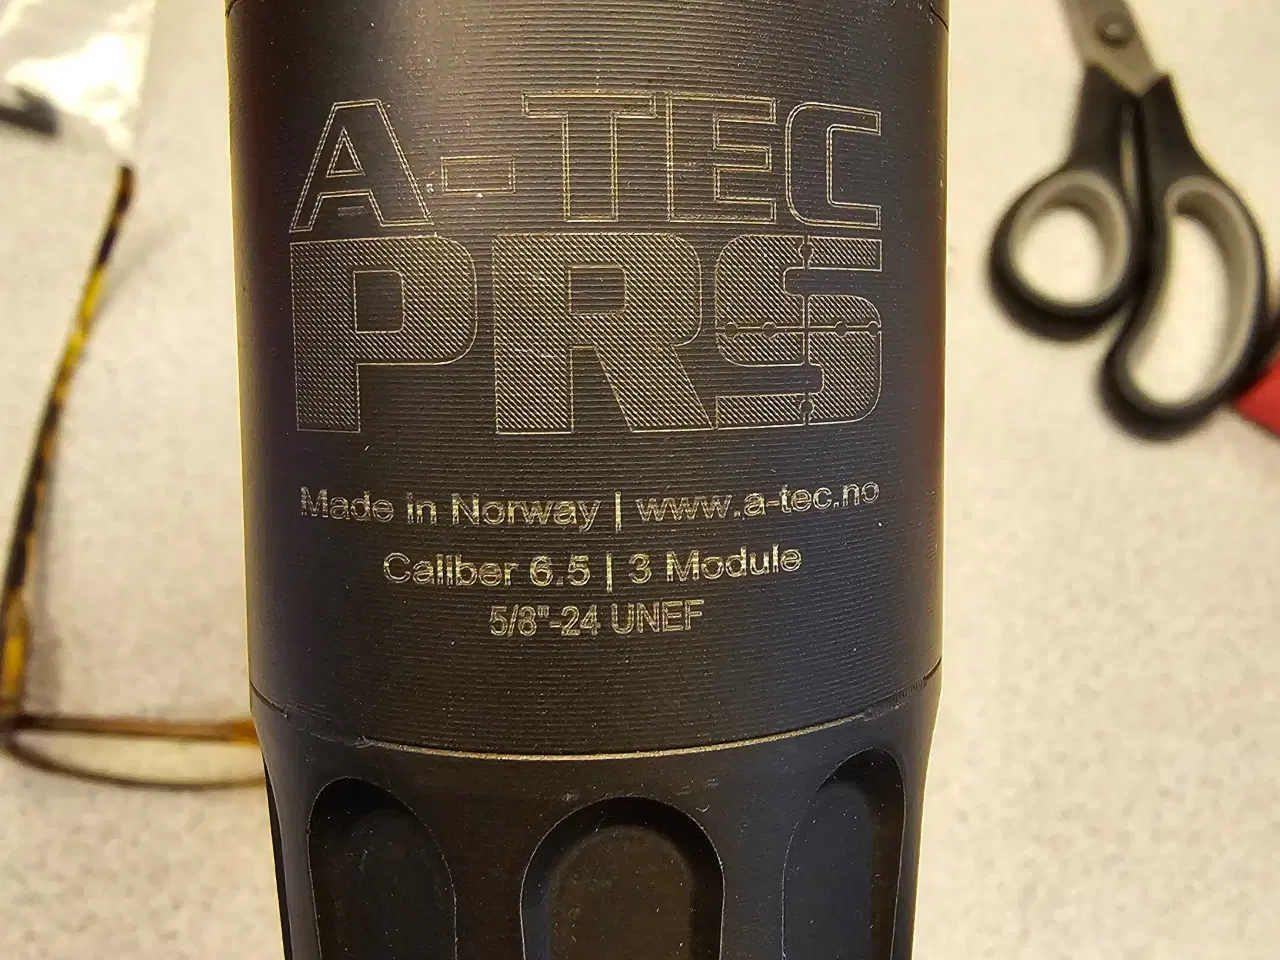 A-TEC
PRS
Made in Norway | www.a-tec.no
Caliber 6.5 | 3 Module
5/8"-24 UNEF